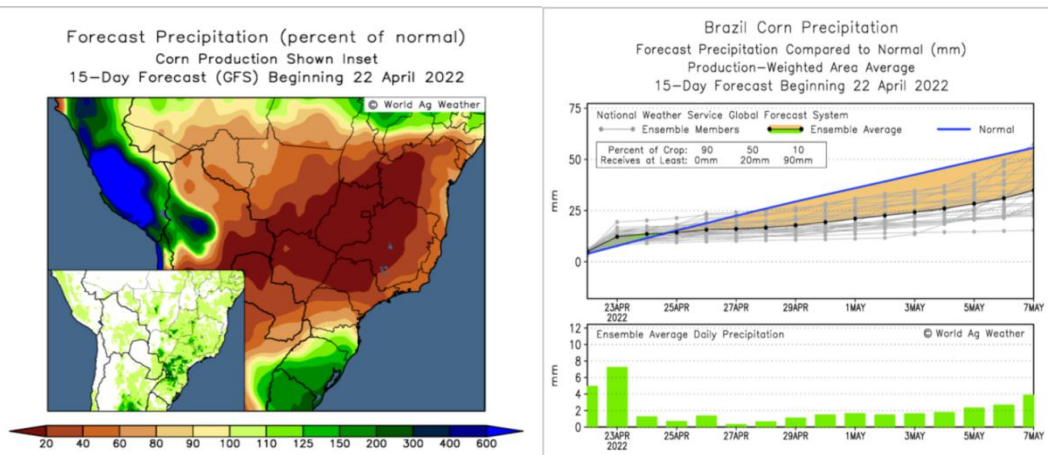 Forecast Precipitation (percent of normal)
Corn Production Shown Inset
15-Day Forecast (GFS) Beginning 22 April 2022
© World Ag Weather
20 40 60 80 90 100 110 125 150 200 300 400 600
Brazil Corn Precipitation
Forecast Precipitation Compared to Normal (mm)
Production-Weighted Area Average
15-Day Forecast Beginning 22 April 2022
National Weather Service Global Forecast System
Ensemble Members Ensemble Average Normal
Percent of Crop: 90 50 10
Receives at Least: 0mm 20mm 90mm
75
50
25
0
mm
23APR 25APR 27APR 29APR 1MAY 3MAY 5MAY 7MAY
2022
Ensemble Average Daily Precipitation © World Ag Weather
12
10
8
6
4
2
0
mm
23APR 25APR 27APR 29APR 1MAY 3MAY 5MAY 7MAY
2022